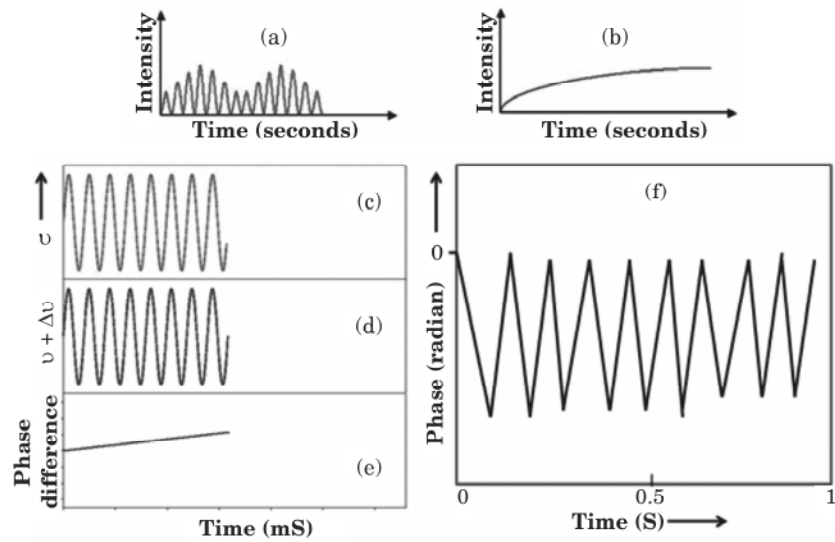 (a)
Intensity
Time (seconds)
(b)
Intensity
Time (seconds)
(c)
υ
(d)
υ + Δυ
(e)
Phase
difference
Time (mS)
(f)
0
Phase (radian)
0
0.5
1
Time (S)